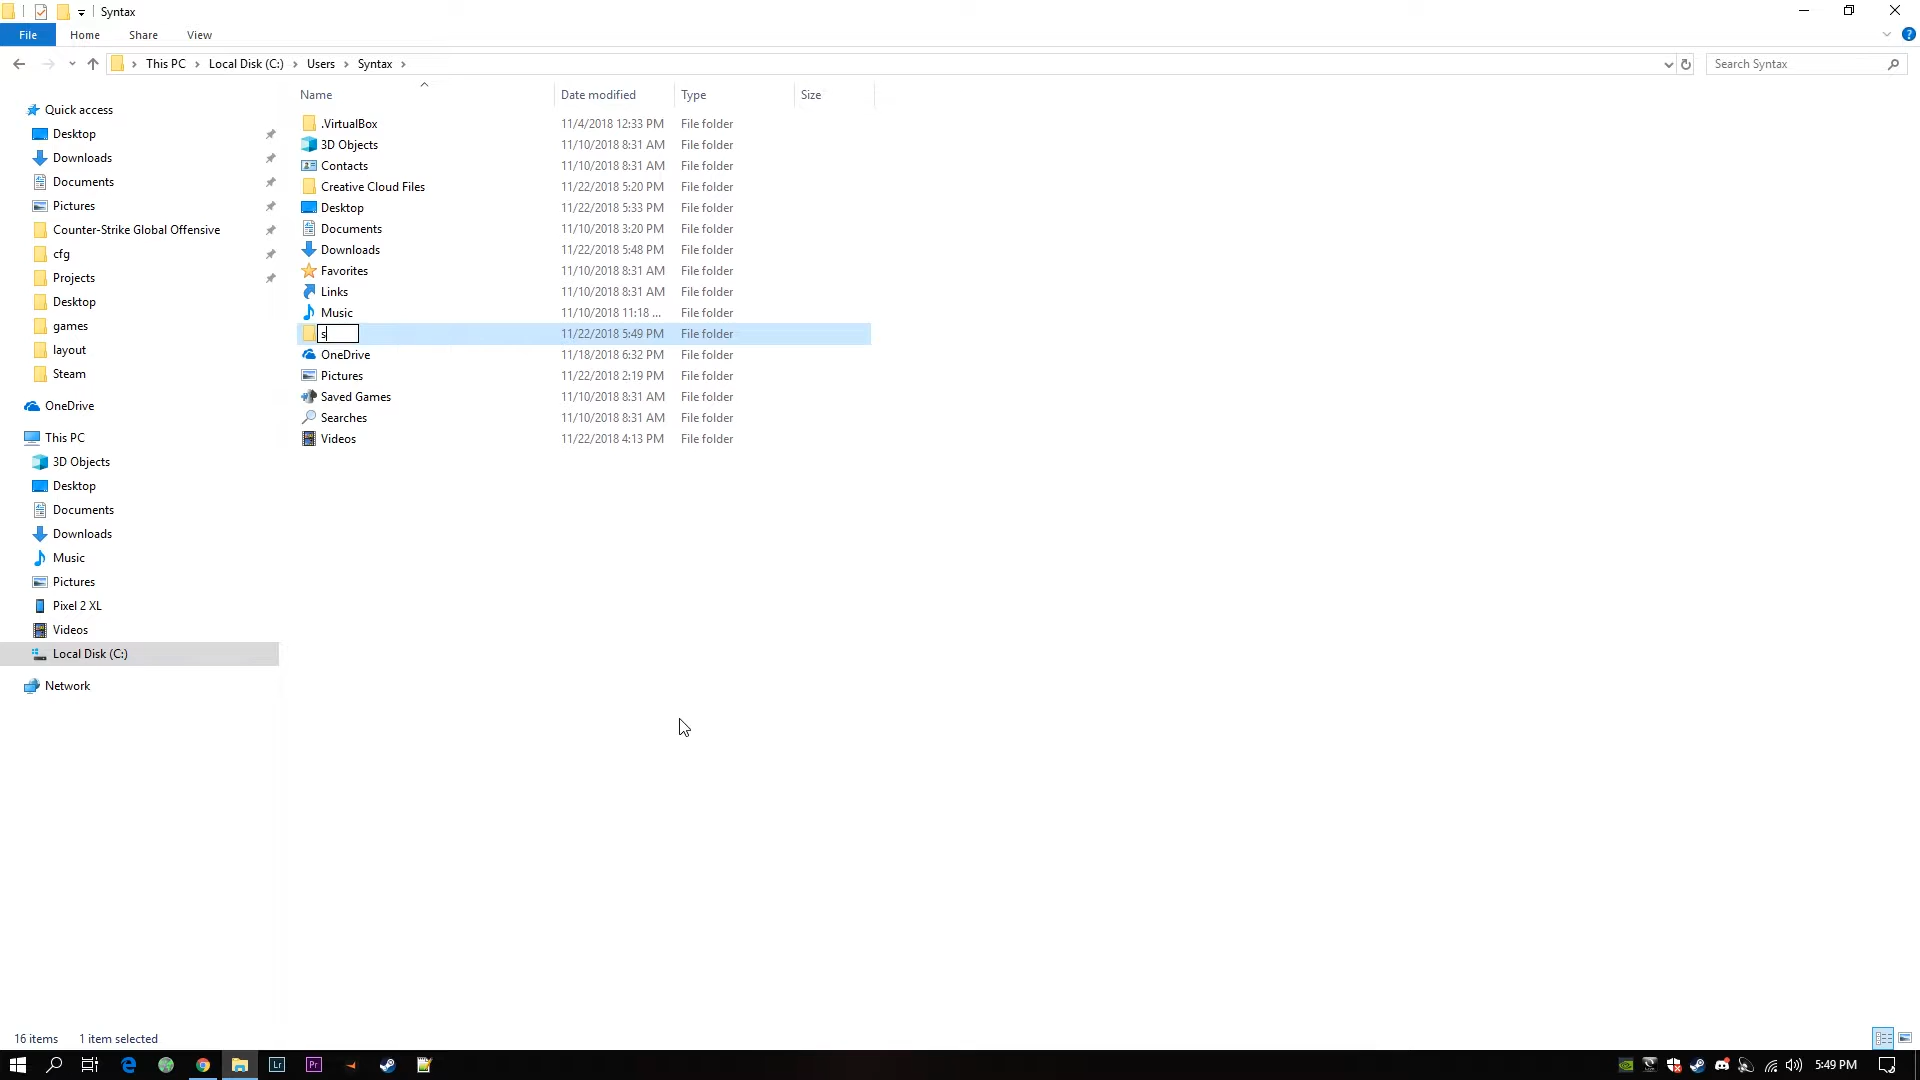 Syntax
File Home Share View
This PC Local Disk (C:) Users Syntax Search Syntax
Name Date modified Type Size
Quick access
Desktop
Downloads
Documents
Pictures
Counter-Strike Global Offensive
cfg
Projects
Desktop
games
layout
Steam
OneDrive
This PC
3D Objects
Desktop
Documents
Downloads
Music
Pictures
Pixel 2 XL
Videos
Local Disk (C:)
Network
.VirtualBox 11/4/2018 12:33 PM File folder
3D Objects 11/10/2018 8:31 AM File folder
Contacts 11/10/2018 8:31 AM File folder
Creative Cloud Files 11/22/2018 5:20 PM File folder
Desktop 11/22/2018 5:33 PM File folder
Documents 11/10/2018 3:20 PM File folder
Downloads 11/22/2018 5:48 PM File folder
Favorites 11/10/2018 8:31 AM File folder
Links 11/10/2018 8:31 AM File folder
Music 11/10/2018 11:18 ... File folder
s 11/22/2018 5:49 PM File folder
OneDrive 11/18/2018 6:32 PM File folder
Pictures 11/22/2018 2:19 PM File folder
Saved Games 11/10/2018 8:31 AM File folder
Searches 11/10/2018 8:31 AM File folder
Videos 11/22/2018 4:13 PM File folder
16 items 1 item selected
Lr Pr 5:49 PM